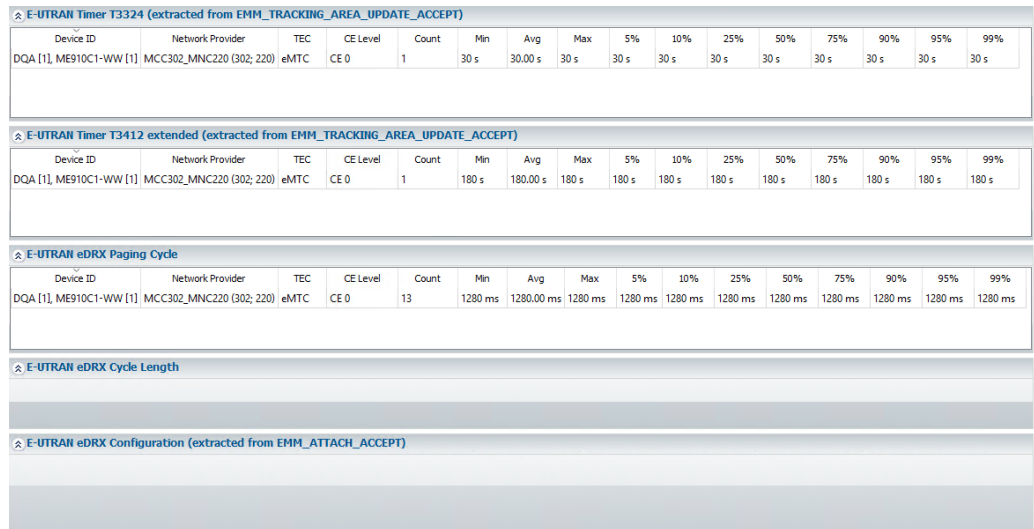 E-UTRAN Timer T3324 (extracted from EMM_TRACKING_AREA_UPDATE_ACCEPT)
Device ID Network Provider TEC CE Level Count Min Avg Max 5% 10% 25% 50% 75% 90% 95% 99%
DQA [1], ME910C1-WW [1] MCC302_MNC220 (302; 220) eMTC CE 0 1 30 s 30.00 s 30 s 30 s 30 s 30 s 30 s 30 s 30 s 30 s 30 s
E-UTRAN Timer T3412 extended (extracted from EMM_TRACKING_AREA_UPDATE_ACCEPT)
Device ID Network Provider TEC CE Level Count Min Avg Max 5% 10% 25% 50% 75% 90% 95% 99%
DQA [1], ME910C1-WW [1] MCC302_MNC220 (302; 220) eMTC CE 0 1 180 s 180.00 s 180 s 180 s 180 s 180 s 180 s 180 s 180 s 180 s 180 s
E-UTRAN eDRX Paging Cycle
Device ID Network Provider TEC CE Level Count Min Avg Max 5% 10% 25% 50% 75% 90% 95% 99%
DQA [1], ME910C1-WW [1] MCC302_MNC220 (302; 220) eMTC CE 0 13 1280 ms 1280.00 ms 1280 ms 1280 ms 1280 ms 1280 ms 1280 ms 1280 ms 1280 ms 1280 ms 1280 ms
E-UTRAN eDRX Cycle Length
E-UTRAN eDRX Configuration (extracted from EMM_ATTACH_ACCEPT)